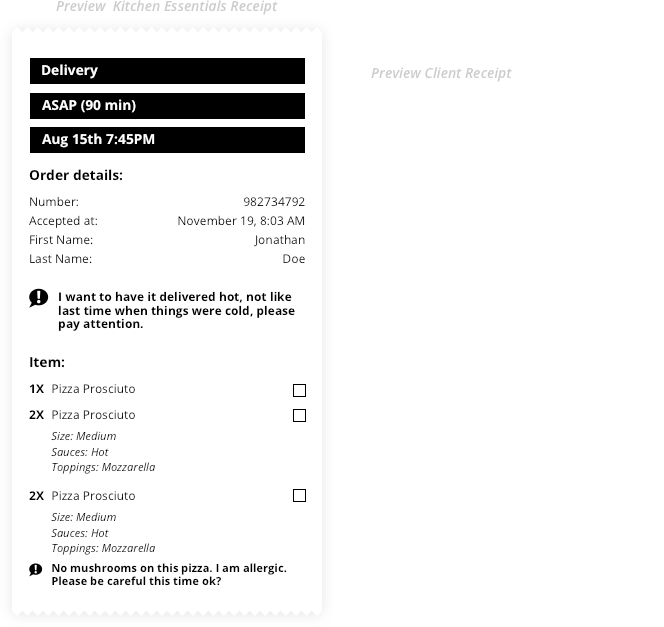 Preview Kitchen Essentials Receipt
Preview Client Receipt
Delivery
ASAP (90 min)
Aug 15th 7:45PM
Order details:
Number: 982734792
Accepted at: November 19, 8:03 AM
First Name: Jonathan
Last Name: Doe
I want to have it delivered hot, not like
last time when things were cold, please
pay attention.
Item:
1X Pizza Prosciuto
2X Pizza Prosciuto
Size: Medium
Sauces: Hot
Toppings: Mozzarella
2X Pizza Prosciuto
Size: Medium
Sauces: Hot
Toppings: Mozzarella
No mushrooms on this pizza. I am allergic.
Please be careful this time ok?